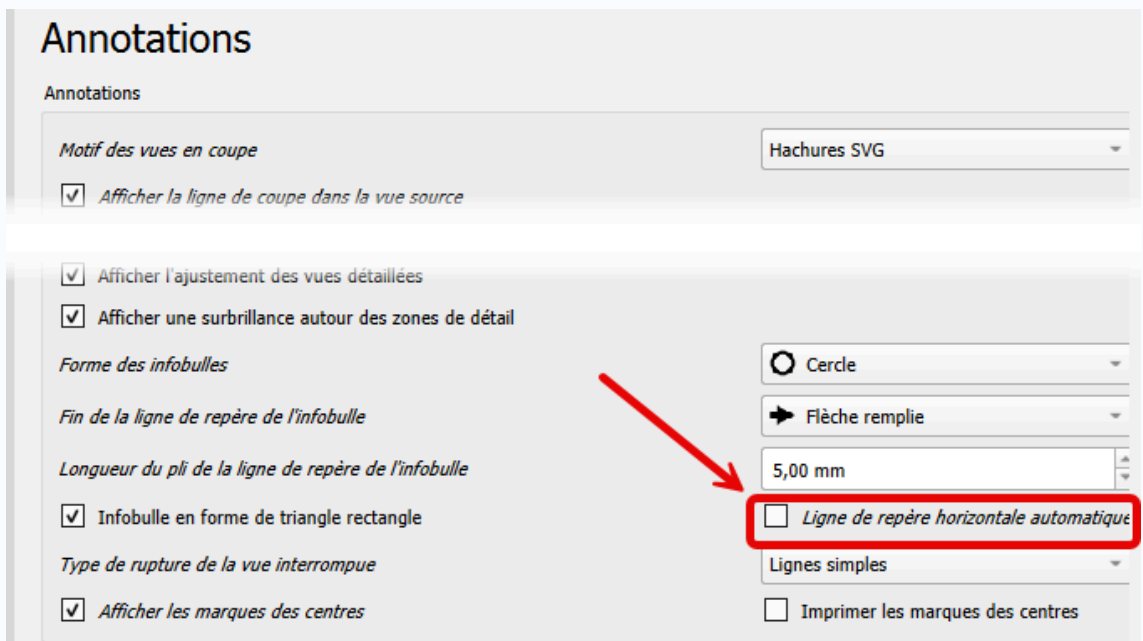 Annotations
Annotations
Motif des vues en coupe Hachures SVG
Afficher la ligne de coupe dans la vue source
Afficher l'ajustement des vues détaillées
Afficher une surbrillance autour des zones de détail
Forme des infobulles Cercle
Fin de la ligne de repère de l'infobulle Flèche remplie
Longueur du pli de la ligne de repère de l'infobulle 5,00 mm
Infobulle en forme de triangle rectangle Ligne de repère horizontale automatique
Type de rupture de la vue interrompue Lignes simples
Afficher les marques des centres Imprimer les marques des centres